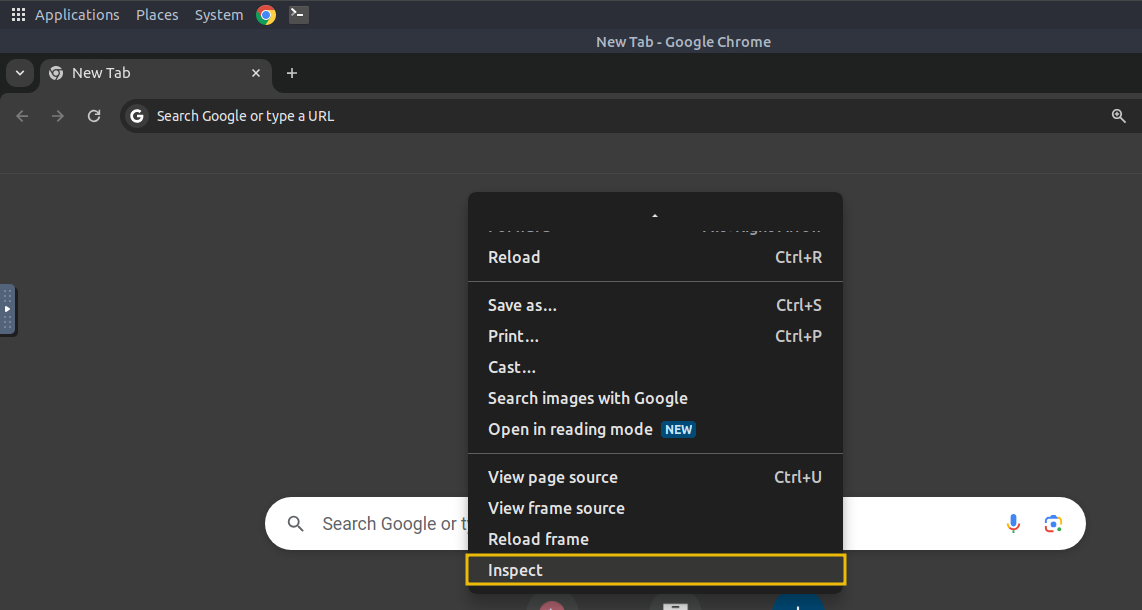 Applications Places System
New Tab - Google Chrome
New Tab
Search Google or type a URL
Reload Ctrl+R
Save as... Ctrl+S
Print... Ctrl+P
Cast...
Search images with Google
Open in reading mode NEW
View page source Ctrl+U
Search Google or
View frame source
Reload frame
Inspect